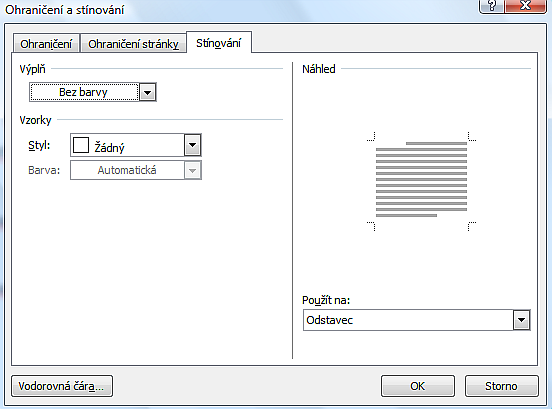 Ohraničení a stínování
Ohraničení
Ohraničení stránky
Stínování
Výplň
Bez barvy
Vzorky
Styl:
Žádný
Barva:
Automatická
Náhled
Použít na:
Odstavec
Vodorovná čára...
OK
Storno